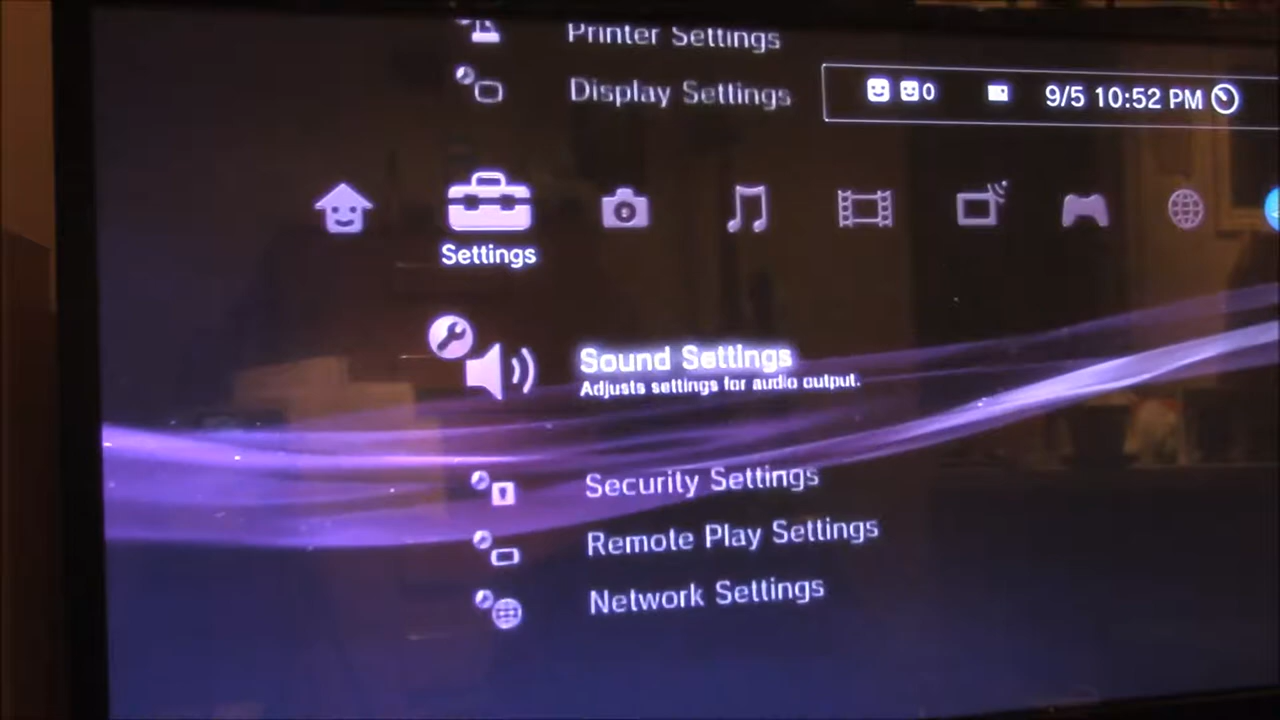 Printer Settings
Display Settings
0
9/5 10:52 PM
Settings
Sound Settings
Adjusts settings for audio output.
Security Settings
Remote Play Settings
Network Settings